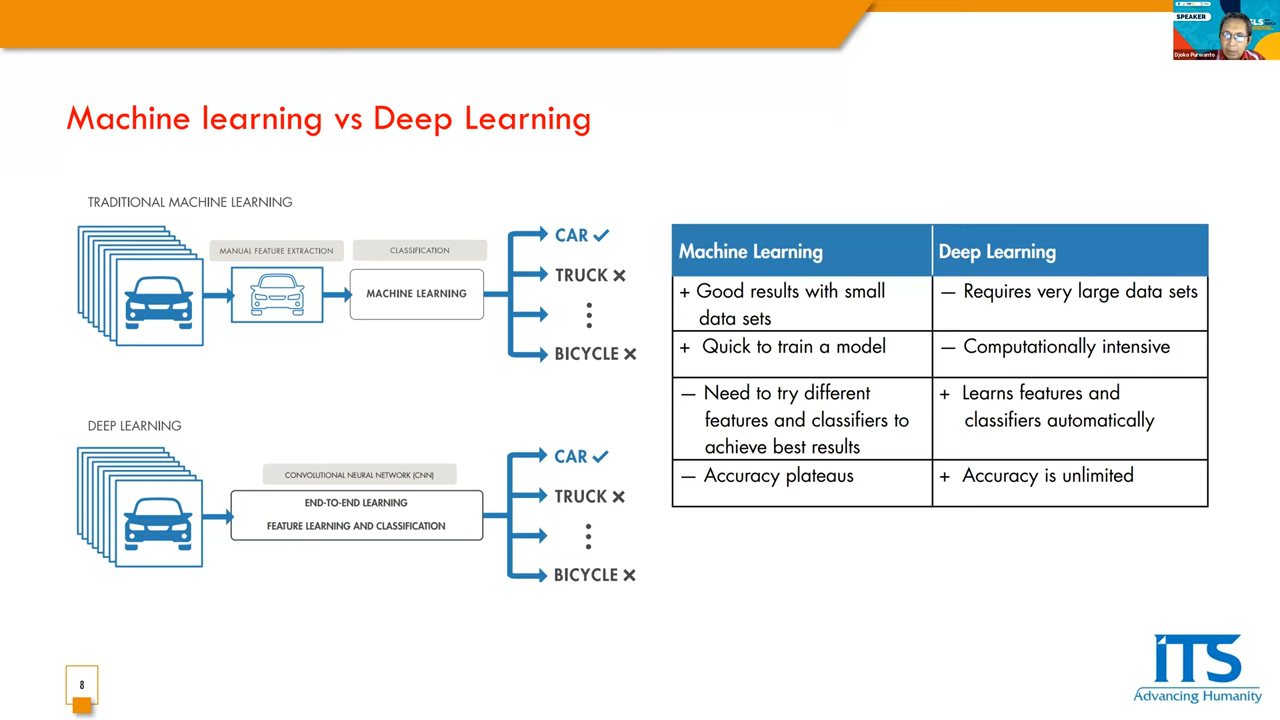 SPEAKER
Djoko Purwanto
Machine learning vs Deep Learning
TRADITIONAL MACHINE LEARNING
MANUAL FEATURE EXTRACTION
CLASSIFICATION
MACHINE LEARNING
CAR ✓
TRUCK ✕
⋮
BICYCLE ✕
DEEP LEARNING
CONVOLUTIONAL NEURAL NETWORK (CNN)
END-TO-END LEARNING
FEATURE LEARNING AND CLASSIFICATION
CAR ✓
TRUCK ✕
⋮
BICYCLE ✕
Machine Learning
Deep Learning
+ Good results with small
data sets
— Requires very large data sets
+ Quick to train a model
— Computationally intensive
— Need to try different
features and classifiers to
achieve best results
+ Learns features and
classifiers automatically
— Accuracy plateaus
+ Accuracy is unlimited
8
iTS
Advancing Humanity